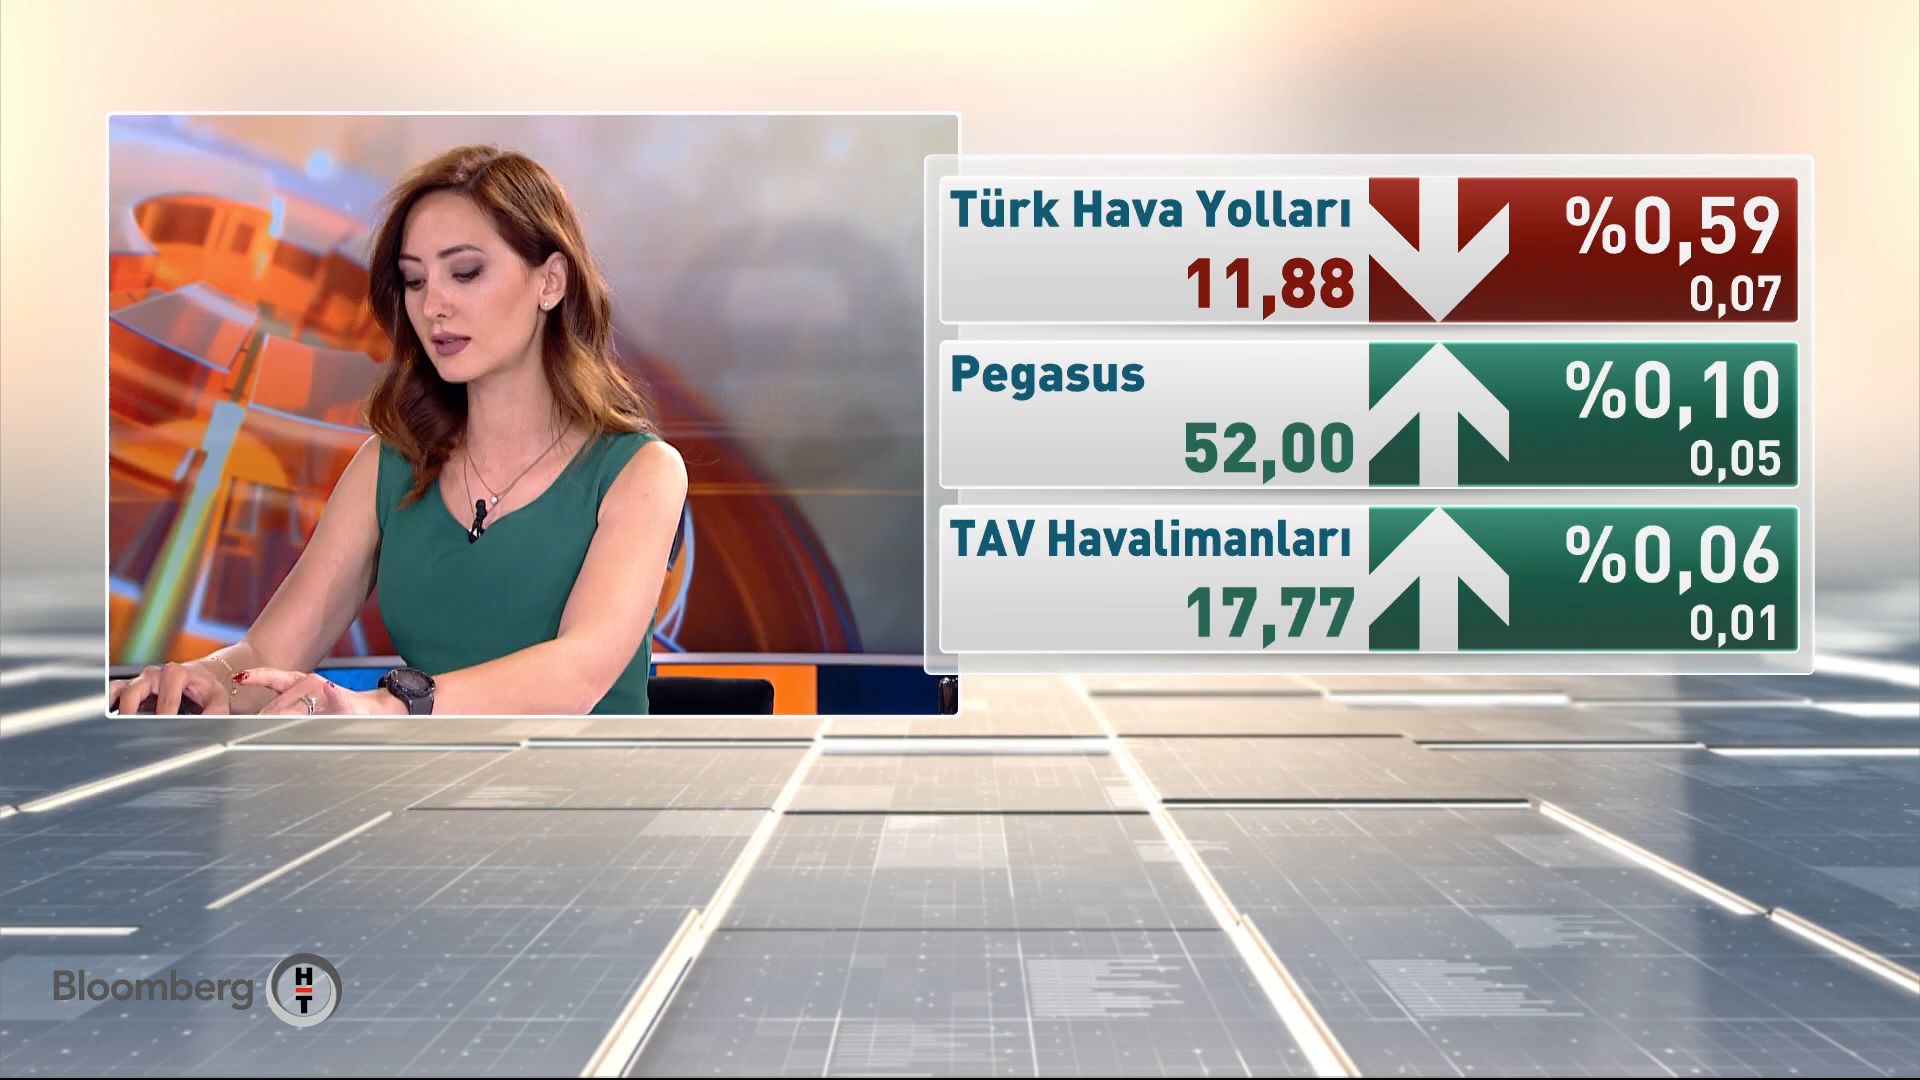 Türk Hava Yolları
11,88
%0,59
0,07
Pegasus
52,00
%0,10
0,05
TAV Havalimanları
17,77
%0,06
0,01
Bloomberg HT